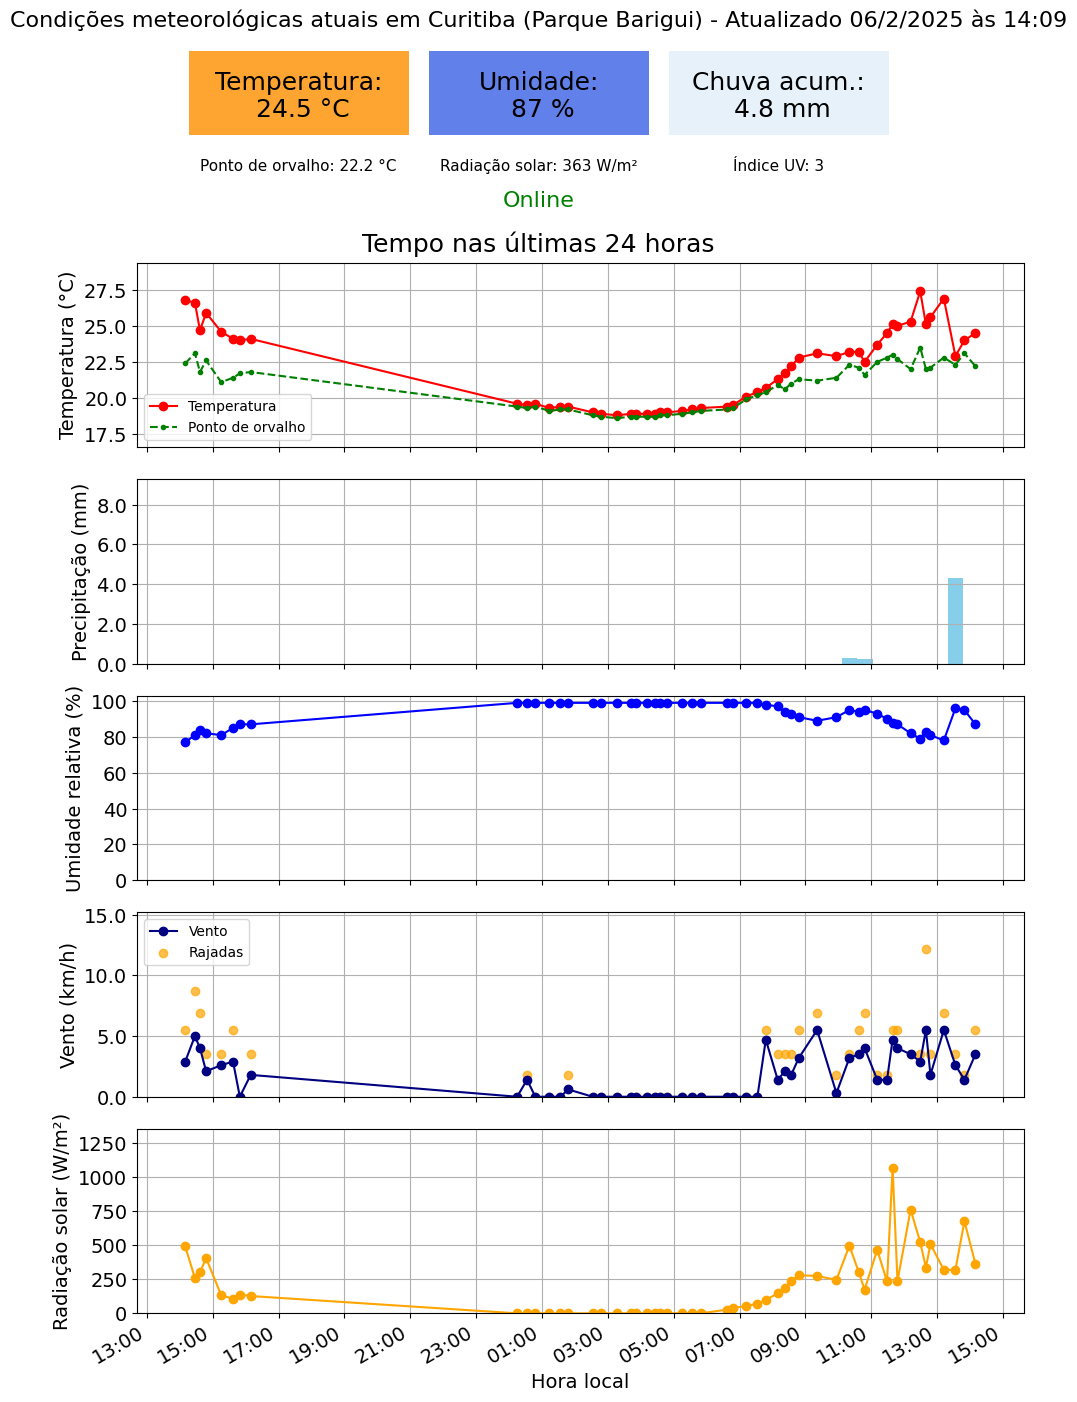 Condições meteorológicas atuais em Curitiba (Parque Barigui) - Atualizado 06/2/2025 às 14:09
Temperatura:
24.5 °C
Umidade:
87 %
Chuva acum.:
4.8 mm
Ponto de orvalho: 22.2 °C
Radiação solar: 363 W/m²
Índice UV: 3
Online
Tempo nas últimas 24 horas
Temperatura (°C)
27.5
25.0
22.5
20.0
17.5
Temperatura
Ponto de orvalho
Precipitação (mm)
8.0
6.0
4.0
2.0
0.0
Umidade relativa (%)
100
80
60
40
20
0
Vento (km/h)
15.0
10.0
5.0
0.0
Vento
Rajadas
Radiação solar (W/m²)
1250
1000
750
500
250
0
13:00 15:00 17:00 19:00 21:00 23:00 01:00 03:00 05:00 07:00 09:00 11:00 13:00 15:00
Hora local